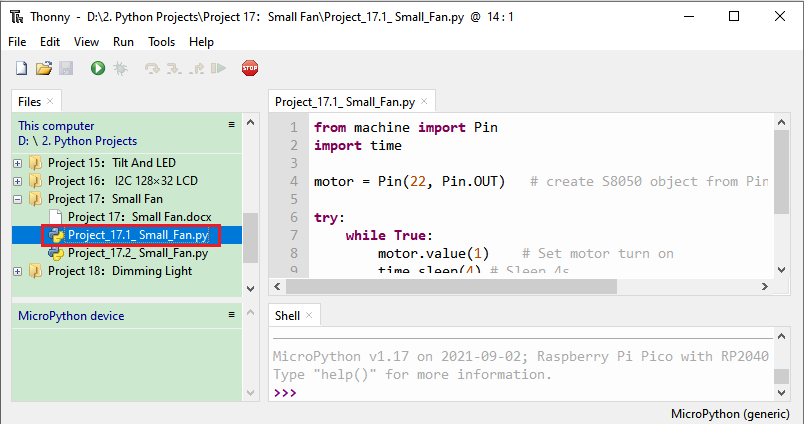 Thonny - D:\2. Python Projects\Project 17: Small Fan\Project_17.1_ Small_Fan.py @ 14 : 1
File Edit View Run Tools Help
STOP
Files ×
This computer
D: \ 2. Python Projects
Project 15: Tilt And LED
Project 16: I2C 128×32 LCD
Project 17: Small Fan
Project 17: Small Fan.docx
Project_17.1_ Small_Fan.py
Project_17.2_ Small_Fan.py
Project 18: Dimming Light
MicroPython device
Project_17.1_ Small_Fan.py ×
1 from machine import Pin
2 import time
3
4 motor = Pin(22, Pin.OUT) # create S8050 object from Pin
5
6 try:
7 while True:
8 motor.value(1) # Set motor turn on
9 time.sleep(4) # Sleep 4s
Shell ×
MicroPython v1.17 on 2021-09-02; Raspberry Pi Pico with RP2040
Type "help()" for more information.
>>>
MicroPython (generic)